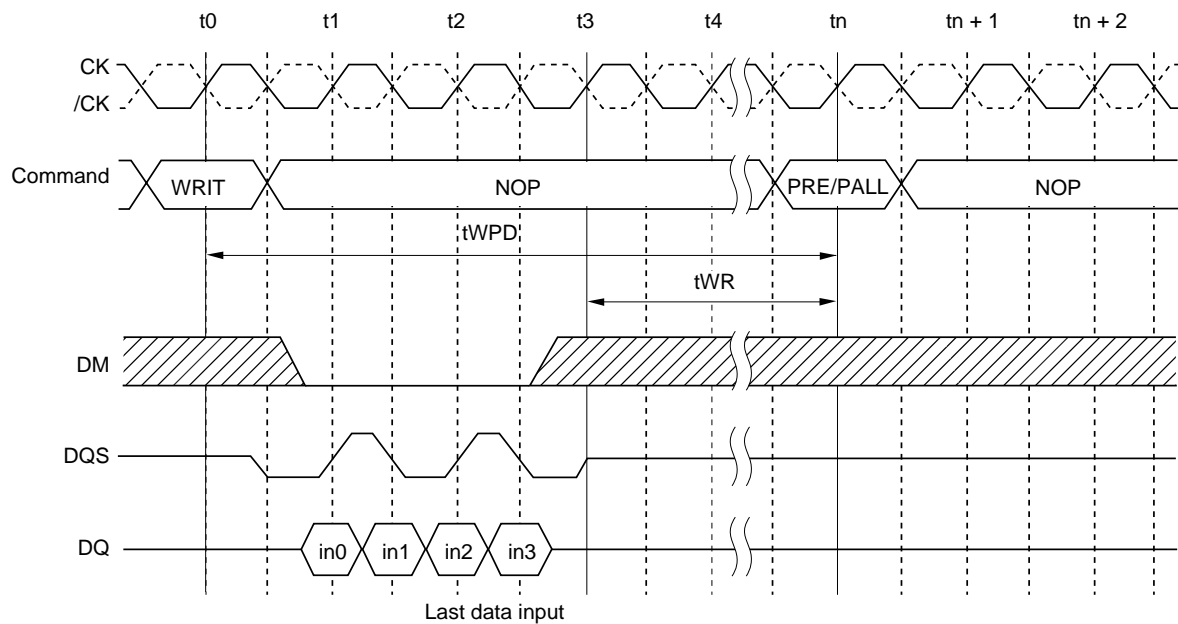 t0 t1 t2 t3 t4 tn tn + 1 tn + 2
CK
/CK
Command WRIT NOP PRE/PALL NOP
tWPD
tWR
DM
DQS
DQ in0 in1 in2 in3
Last data input